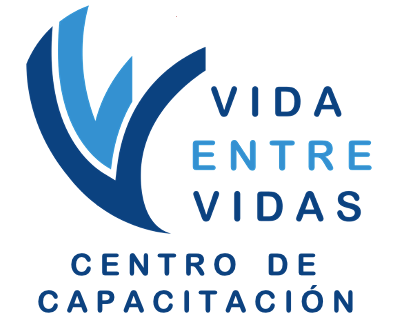 VIDA
ENTRE
VIDAS
CENTRO DE
CAPACITACIÓN